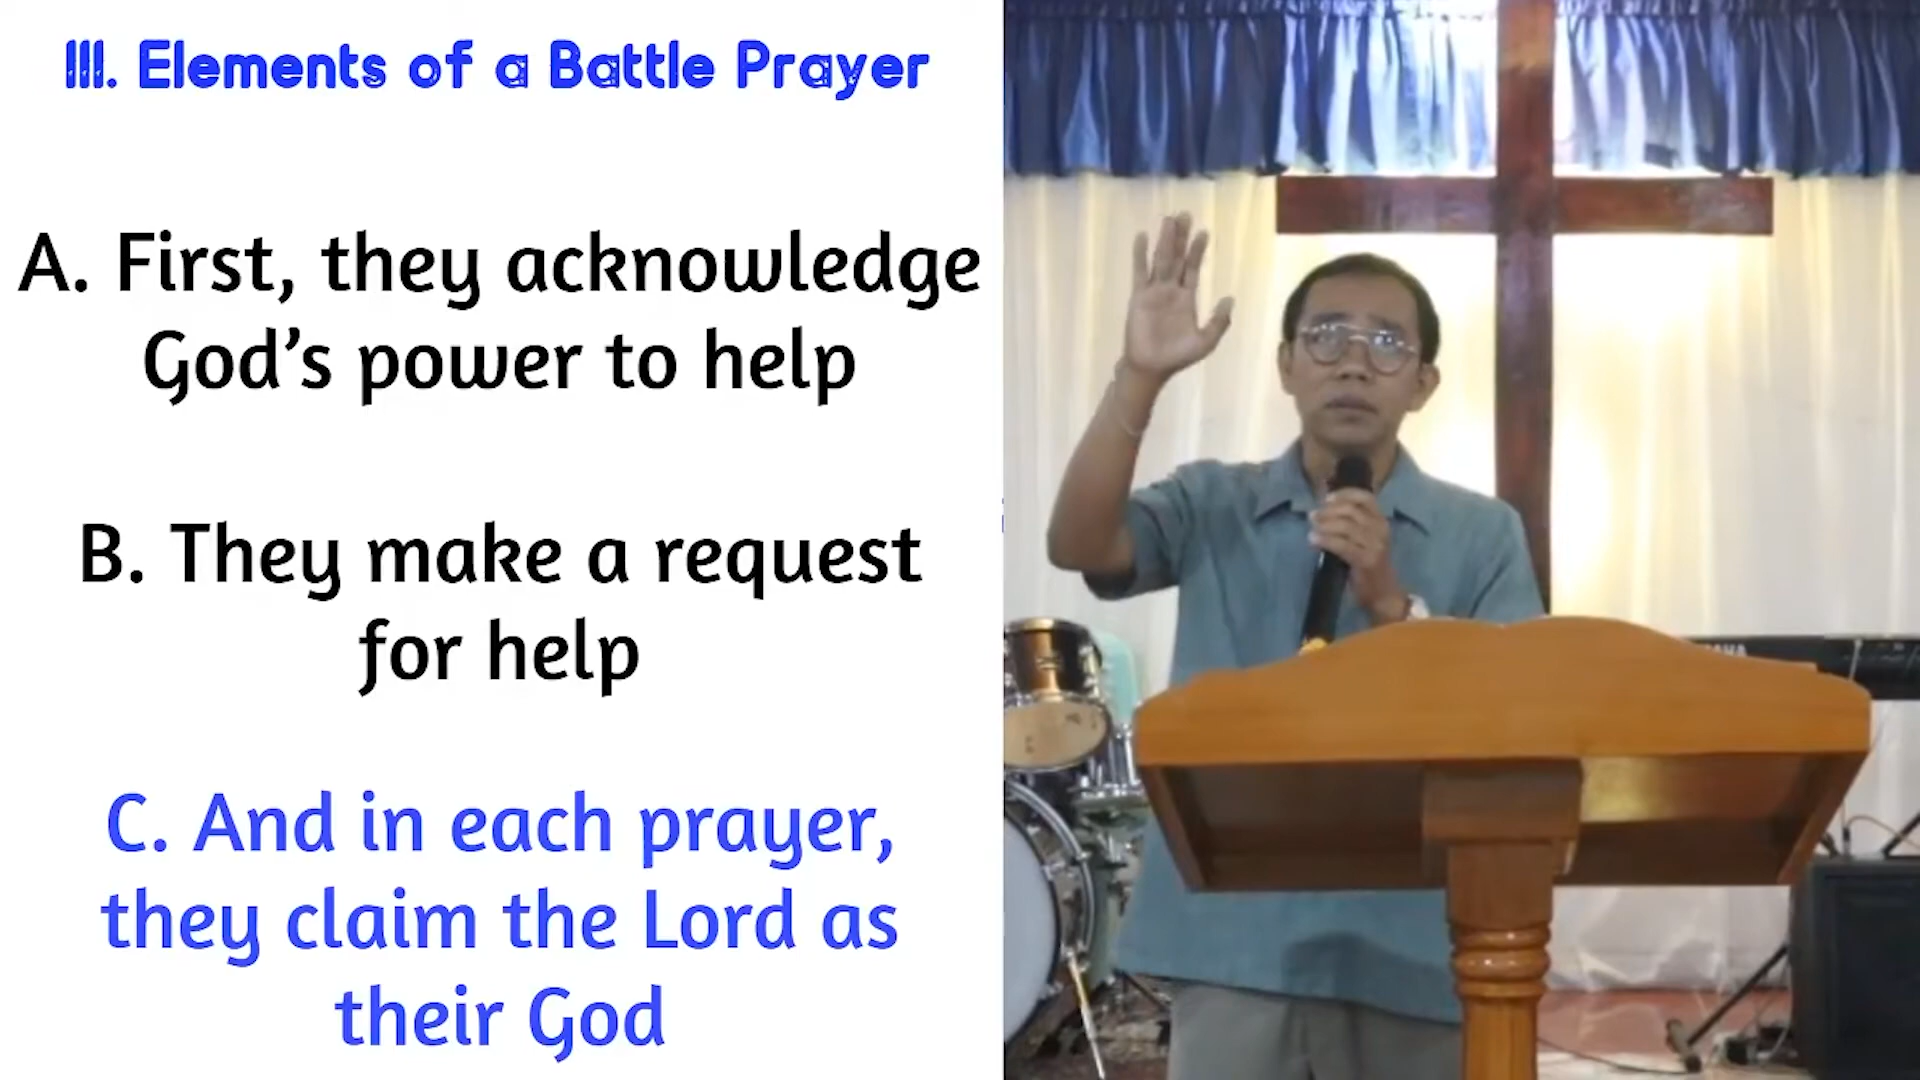 III. Elements of a Battle Prayer
A. First, they acknowledge
God’s power to help
B. They make a request
for help
C. And in each prayer,
they claim the Lord as
their God